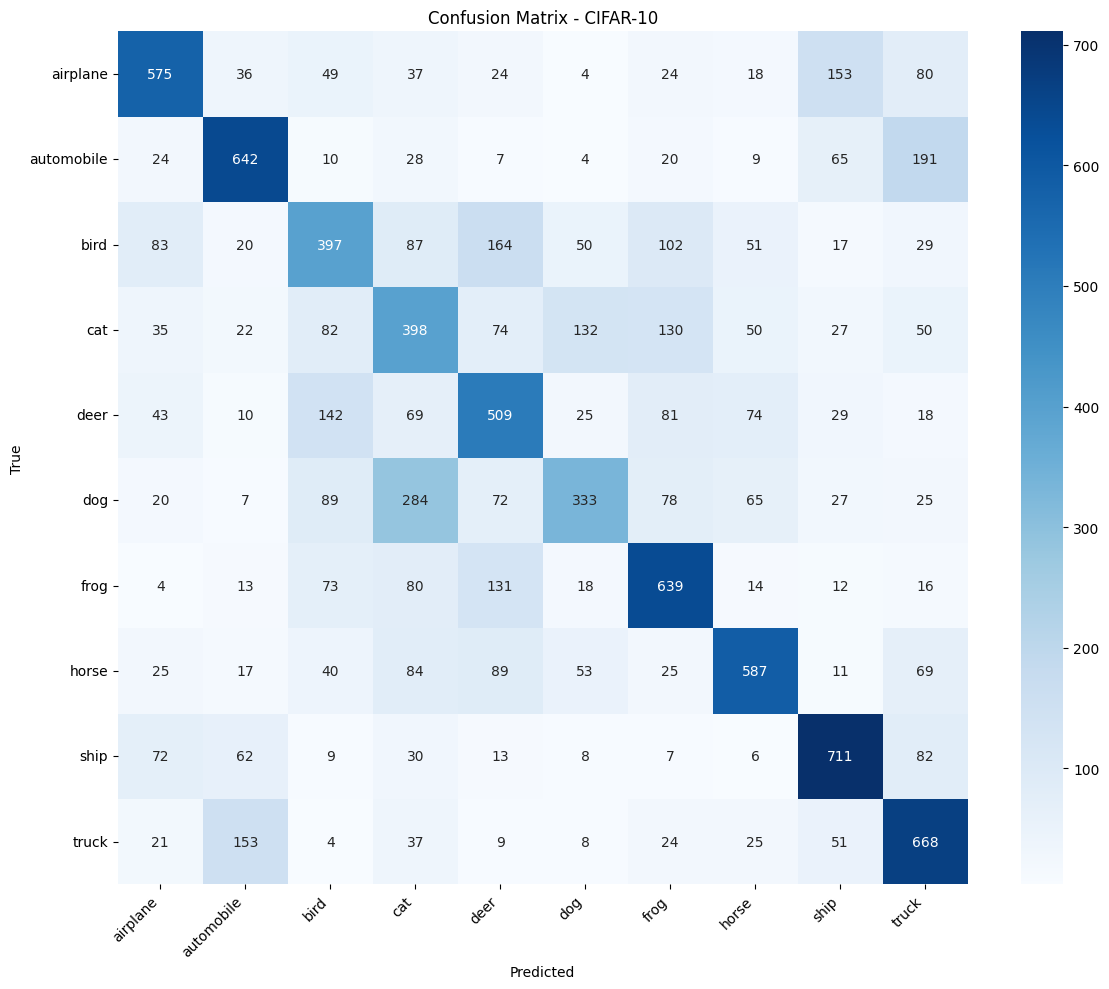 Confusion Matrix - CIFAR-10
airplane 575 36 49 37 24 4 24 18 153 80
automobile 24 642 10 28 7 4 20 9 65 191
bird 83 20 397 87 164 50 102 51 17 29
cat 35 22 82 398 74 132 130 50 27 50
deer 43 10 142 69 509 25 81 74 29 18
dog 20 7 89 284 72 333 78 65 27 25
frog 4 13 73 80 131 18 639 14 12 16
horse 25 17 40 84 89 53 25 587 11 69
ship 72 62 9 30 13 8 7 6 711 82
truck 21 153 4 37 9 8 24 25 51 668
True
airplane automobile bird cat deer dog frog horse ship truck
Predicted
700
600
500
400
300
200
100